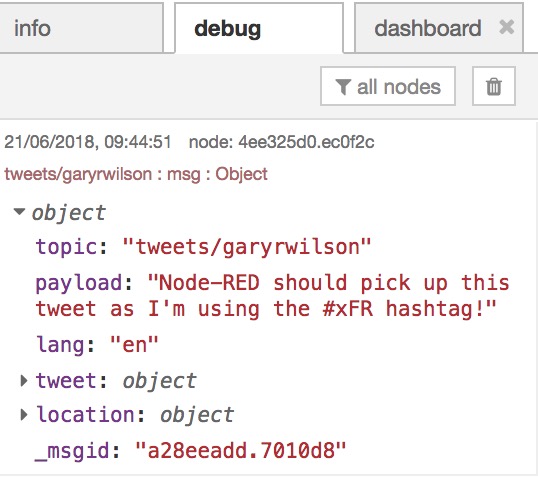 info
debug
dashboard
all nodes
21/06/2018, 09:44:51 node: 4ee325d0.ec0f2c
tweets/garyrwilson : msg : Object
object
topic: "tweets/garyrwilson"
payload: "Node-RED should pick up this
tweet as I'm using the #xFR hashtag!"
lang: "en"
tweet: object
location: object
_msgid: "a28eeadd.7010d8"